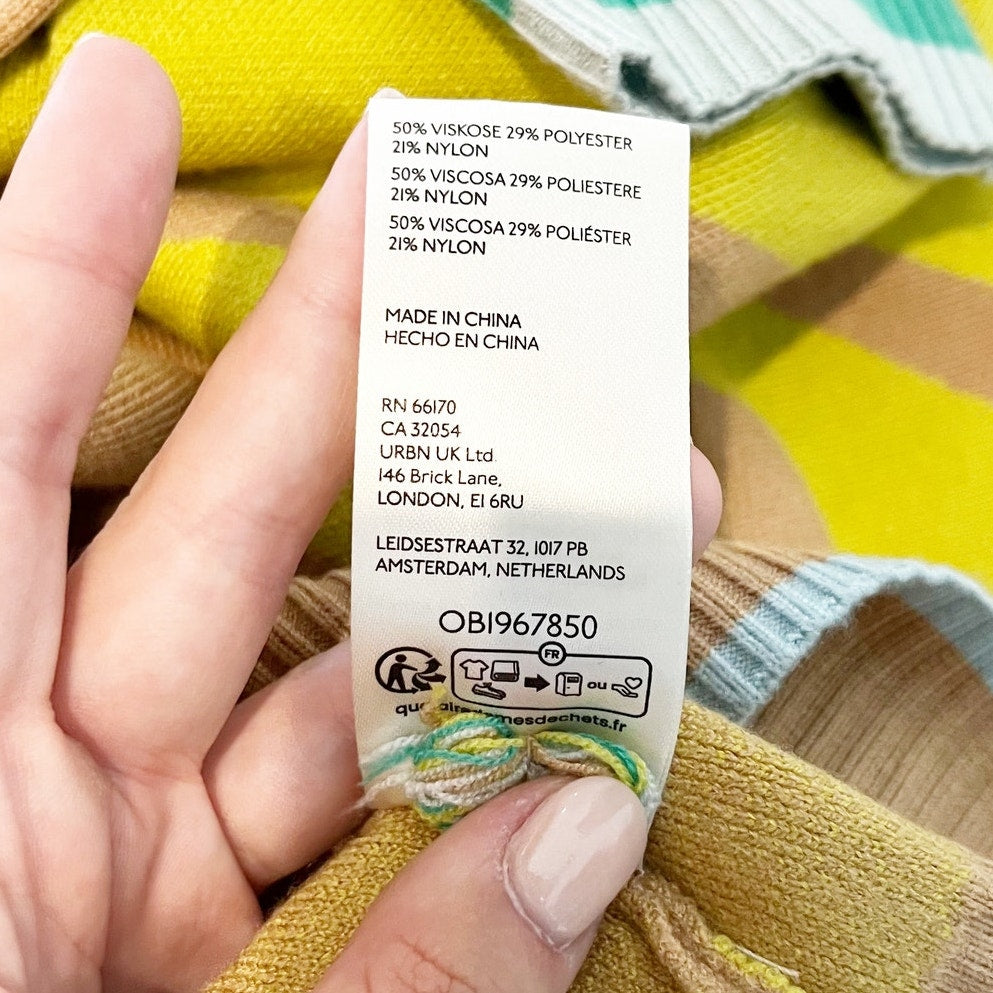 50% VISKOSE 29% POLYESTER
21% NYLON
50% VISCOSA 29% POLIESTERE
21% NYLON
50% VISCOSA 29% POLIÉSTER
21% NYLON
MADE IN CHINA
HECHO EN CHINA
RN 66170
CA 32054
URBN UK Ltd.
146 Brick Lane,
LONDON, E1 6RU
LEIDSESTRAAT 32, 1017 PB
AMSTERDAM, NETHERLANDS
OB1967850
FR
ou